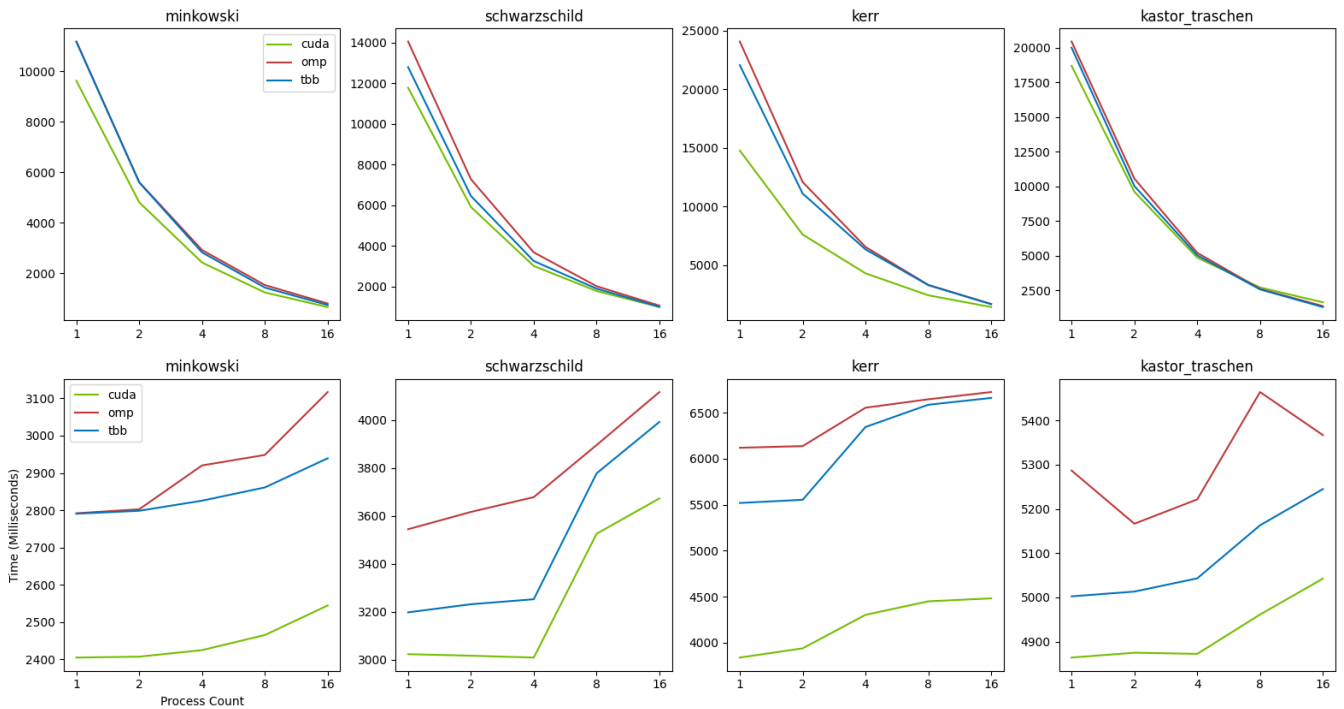 minkowski
10000
8000
6000
4000
2000
cuda
omp
tbb
1 2 4 8 16
schwarzschild
14000
12000
10000
8000
6000
4000
2000
1 2 4 8 16
kerr
25000
20000
15000
10000
5000
1 2 4 8 16
kastor_traschen
20000
17500
15000
12500
10000
7500
5000
2500
1 2 4 8 16
minkowski
Time (Milliseconds)
3100
3000
2900
2800
2700
2600
2500
2400
cuda
omp
tbb
1 2 4 8 16
Process Count
schwarzschild
4000
3800
3600
3400
3200
3000
1 2 4 8 16
kerr
6500
6000
5500
5000
4500
4000
1 2 4 8 16
kastor_traschen
5400
5300
5200
5100
5000
4900
1 2 4 8 16